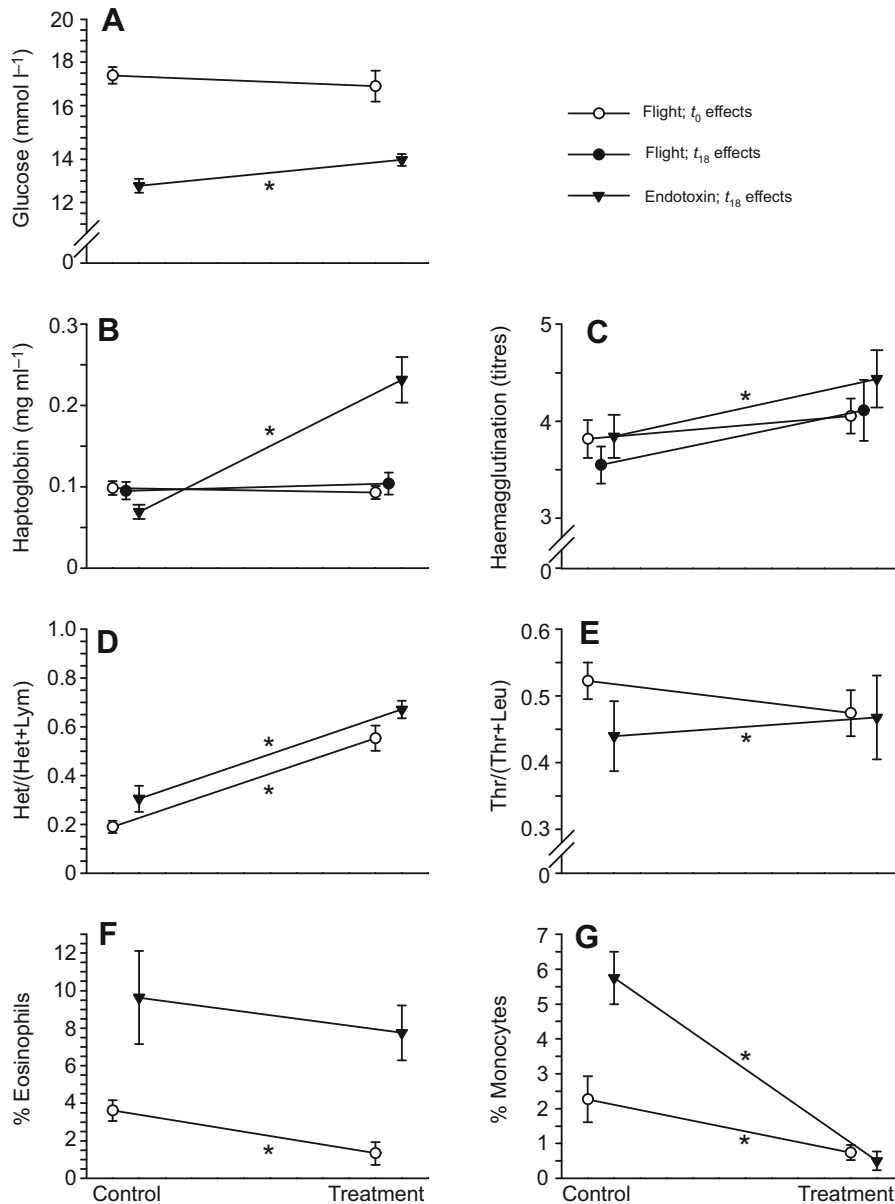 A
Glucose (mmol l⁻¹)
20
18
16
14
12
0
Flight; t₀ effects
Flight; t₁₈ effects
Endotoxin; t₁₈ effects
*
B
Haptoglobin (mg ml⁻¹)
0.3
0.2
0.1
0
*
C
Haemagglutination (titres)
5
4
3
0
*
D
Het/(Het+Lym)
1.0
0.8
0.6
0.4
0.2
0
*
*
E
Thr/(Thr+Leu)
0.6
0.5
0.4
0.3
0
*
F
% Eosinophils
12
10
8
6
4
2
0
*
Control
Treatment
G
% Monocytes
7
6
5
4
3
2
1
0
*
*
Control
Treatment